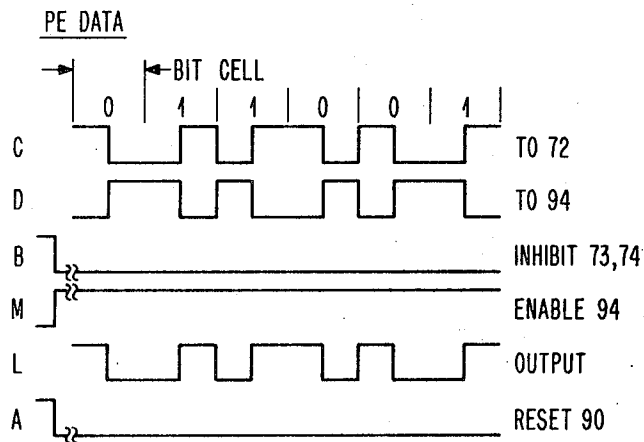 PE DATA
BIT CELL
0 1 1 0 0 1
C TO 72
D TO 94
B INHIBIT 73,74
M ENABLE 94
L OUTPUT
A RESET 90